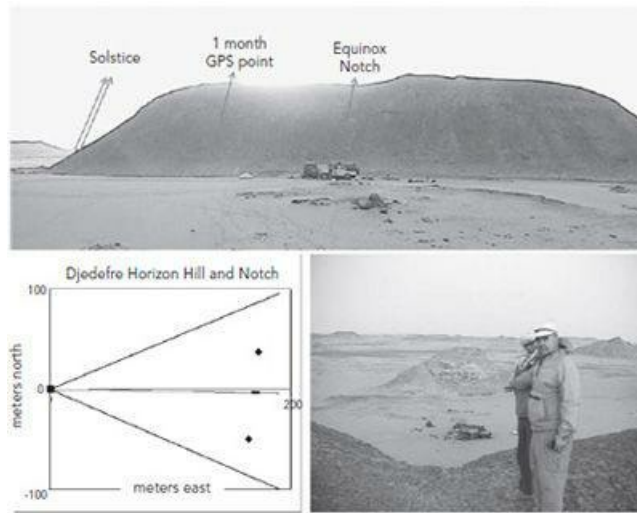 Solstice
1 month
GPS point
Equinox
Notch
Djedefre Horizon Hill and Notch
100
meters north
0
200
-100
meters east